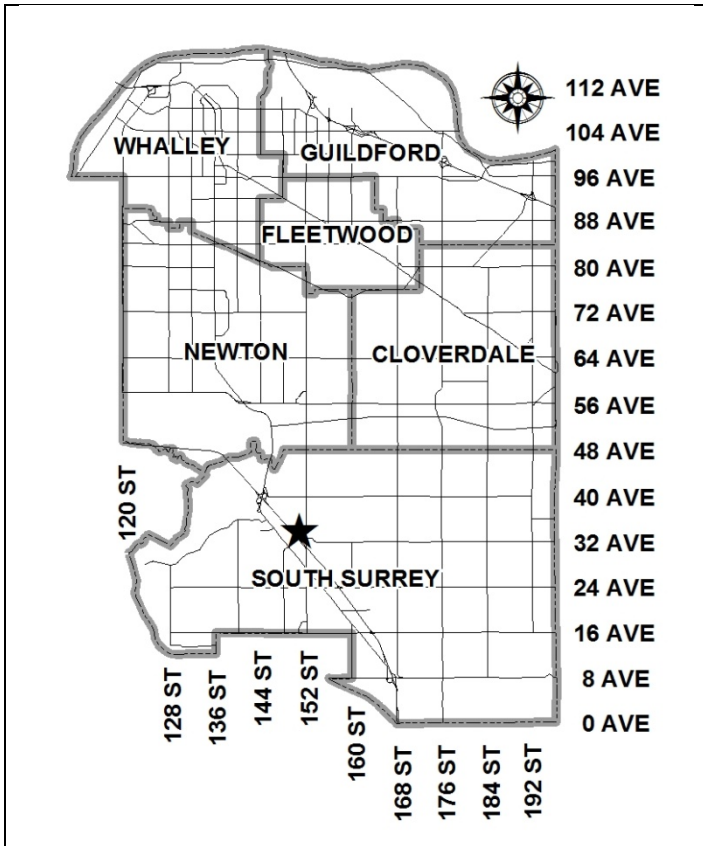 112 AVE
104 AVE
WHALLEY
GUILDFORD
96 AVE
88 AVE
FLEETWOOD
80 AVE
72 AVE
NEWTON
CLOVERDALE
64 AVE
56 AVE
48 AVE
40 AVE
120 ST
32 AVE
SOUTH SURREY
24 AVE
16 AVE
8 AVE
128 ST
136 ST
144 ST
152 ST
160 ST
0 AVE
168 ST
176 ST
184 ST
192 ST